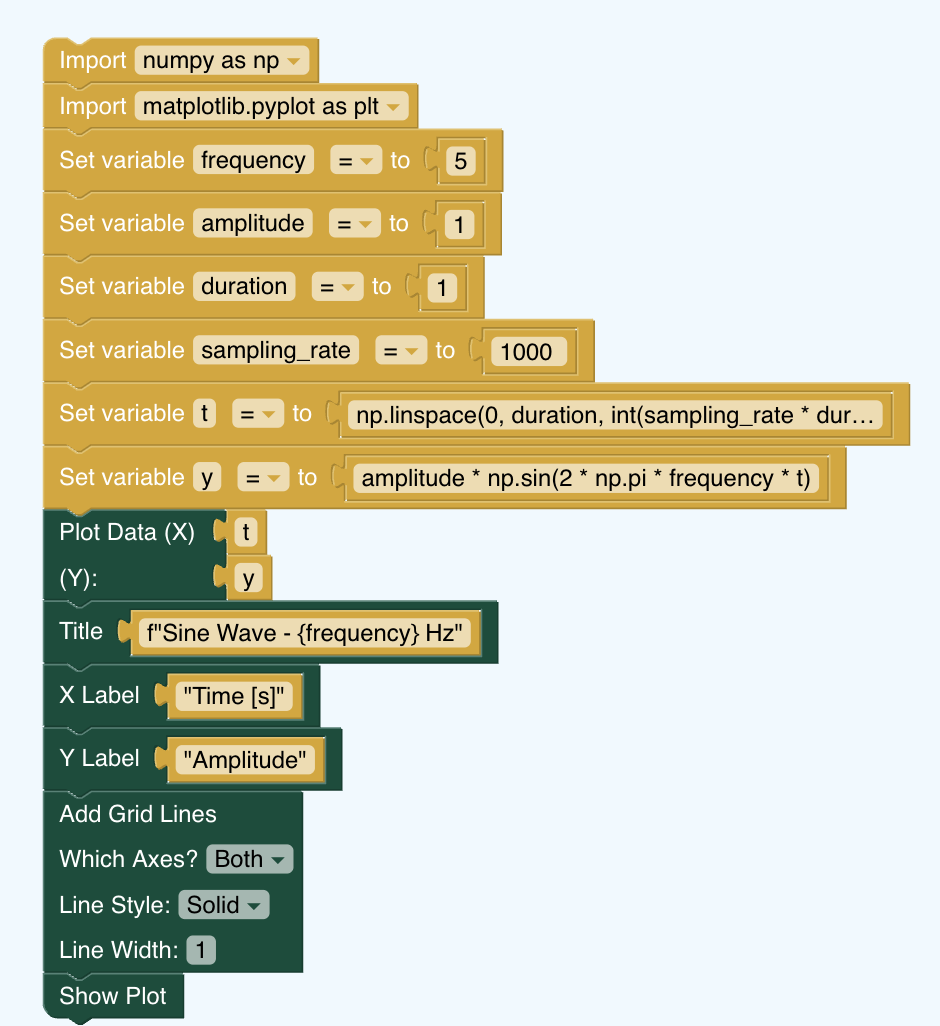 Import numpy as np
Import matplotlib.pyplot as plt
Set variable frequency = to 5
Set variable amplitude = to 1
Set variable duration = to 1
Set variable sampling_rate = to 1000
Set variable t = to np.linspace(0, duration, int(sampling_rate * dur…
Set variable y = to amplitude * np.sin(2 * np.pi * frequency * t)
Plot Data (X) t
(Y): y
Title f"Sine Wave - {frequency} Hz"
X Label "Time [s]"
Y Label "Amplitude"
Add Grid Lines
Which Axes? Both
Line Style: Solid
Line Width: 1
Show Plot